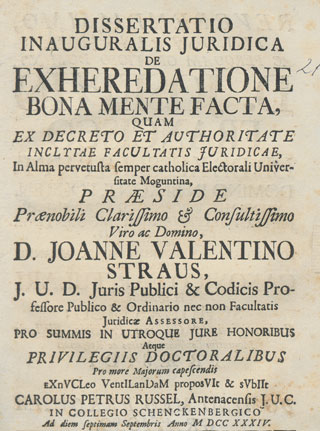 DISSERTATIO
INAUGURALIS JURIDICA
DE
EXHEREDATIONE
BONA MENTE FACTA,
QUAM
EX DECRETO ET AUTHORITATE
INCLYTAE FACULTATIS JURIDICAE,
In Alma pervetusta semper catholica Electorali Univer-
sitate Moguntina,
PRÆSIDE
Prænobili Clarissimo & Consultissimo
Viro ac Domino,
D. JOANNE VALENTINO
STRAUS,
J. U. D. Juris Publici & Codicis Pro-
fessore Publico & Ordinario nec non Facultatis
Juridicæ ASSESSORE,
PRO SUMMIS IN UTROQUE JURE HONORIBUS
Atque
PRIVILEGIIS DOCTORALIBUS
Pro more Majorum capescendis
eXnVCLeo VentILanDaM proposVIt & sVbIIt
CAROLUS PETRUS RUSSEL, Antenacensis J. U. C.
IN COLLEGIO SCHENCKENBERGICO
Ad diem septimam Septembris Anno M DCC XXXIV.